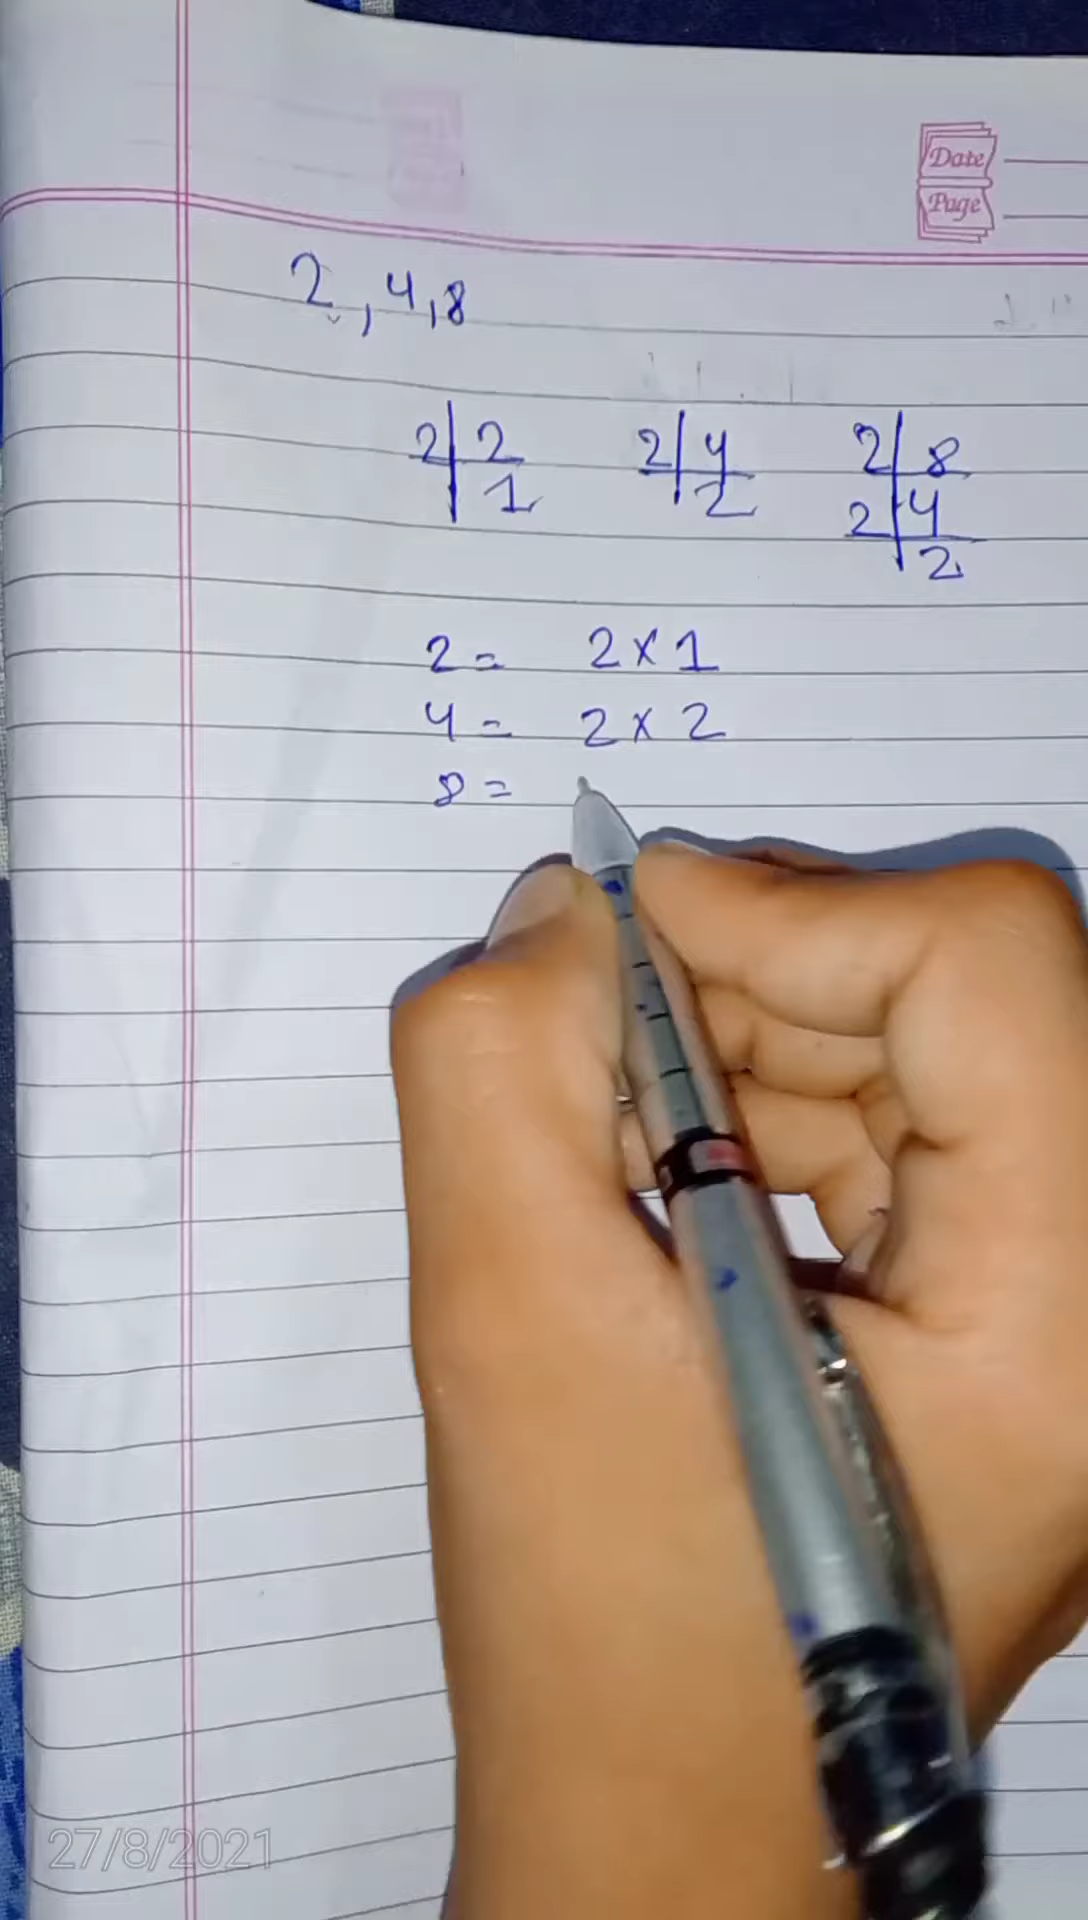 Date
Page
2, 4, 8
2 2 2 4 2 8
1 2 2 4
2
2 = 2 x 1
4 = 2 x 2
8 =
27/8/2021